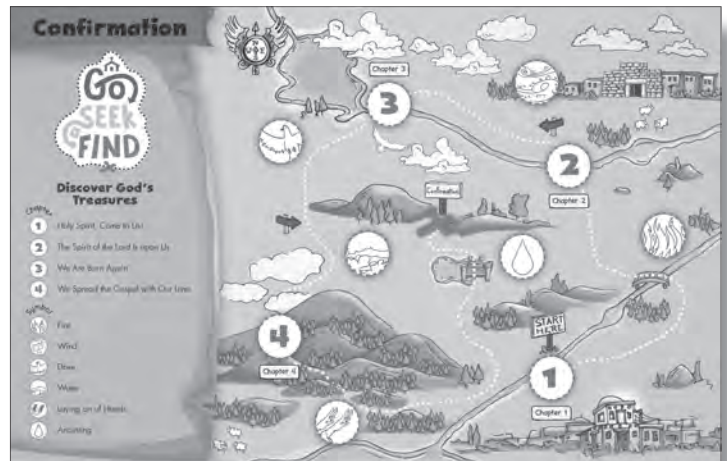 Confirmation
GO
SEEK
FIND
Discover God's
Treasures
Chapter
1 Holy Spirit, Come to Us!
2 The Spirit of the Lord Is upon Us
3 We Are Born Again
4 We Spread the Gospel with Our Lives
Symbol
Fire
Wind
Dove
Water
Laying on of Hands
Anointing
Chapter 3
3
2
Chapter 2
Confirmation
4
Chapter 4
START
HERE
1
Chapter 1